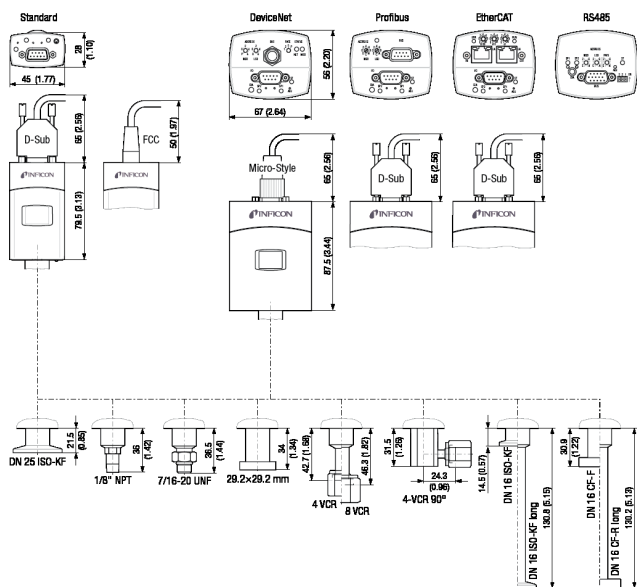 Standard
DeviceNet
Profibus
EtherCAT
RS485
28
(1.10)
45 (1.77)
56 (2.20)
67 (2.64)
65 (2.56)
D-Sub
50 (1.97)
FCC
INFICON
INFICON
79.5 (3.13)
65 (2.56)
Micro-Style
INFICON
87.5 (3.44)
65 (2.56)
D-Sub
INFICON
65 (2.56)
D-Sub
INFICON
21.5
(0.85)
DN 25 ISO-KF
36
(1.42)
1/8" NPT
36.5
(1.44)
7/16-20 UNF
34
(1.34)
29.2×29.2 mm
42.7 (1.68)
46.3 (1.82)
4 VCR
8 VCR
31.5
(1.26)
24.3
(0.96)
4-VCR 90°
14.5 (0.57)
DN 16 ISO-KF
DN 16 ISO-KF long
130.8 (5.15)
30.9
(1.22)
DN 16 CF-F
DN 16 CF-R long
130.2 (5.13)